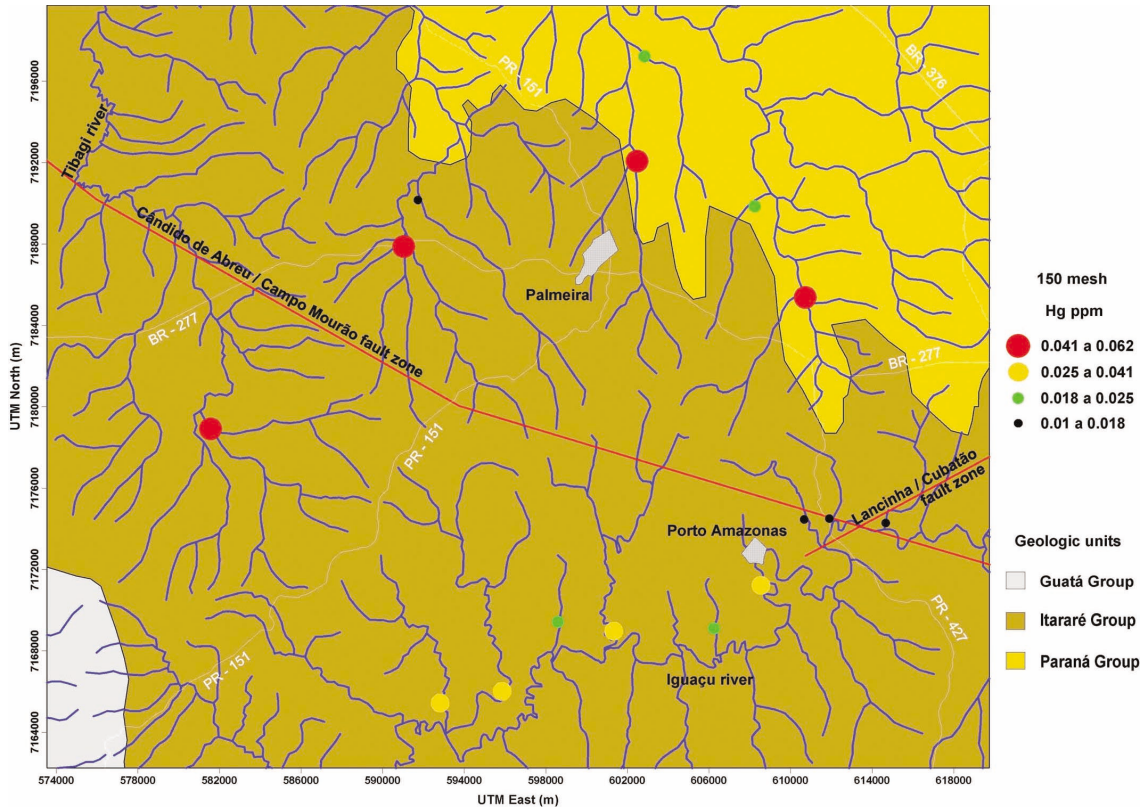 PR - 151
BR - 376
7196000
Tibagi river
7192000
Cândido de Abreu / Campo Mourão fault zone
7188000
Palmeira
BR - 277
7184000
BR - 277
UTM North (m)
7180000
PR - 151
7176000
Lancinha / Cubatão
fault zone
Porto Amazonas
7172000
PR - 427
7168000
PR - 151
Iguaçu river
7164000
574000 578000 582000 586000 590000 594000 598000 602000 606000 610000 614000 618000
UTM East (m)
150 mesh
Hg ppm
0.041 a 0.062
0.025 a 0.041
0.018 a 0.025
0.01 a 0.018
Geologic units
Guatá Group
Itararé Group
Paraná Group